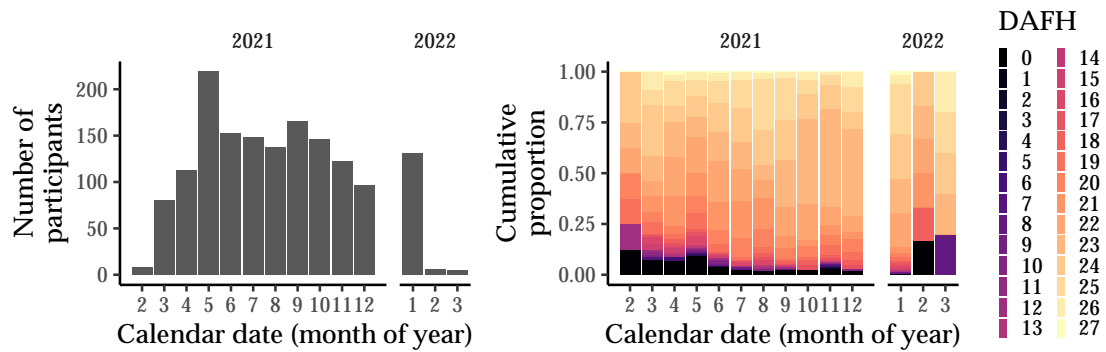 2021
2022
Number of
participants
200
150
100
50
0
2 3 4 5 6 7 8 9 10 11 12
1 2 3
Calendar date (month of year)
2021
2022
Cumulative
proportion
1.00
0.75
0.50
0.25
0.00
2 3 4 5 6 7 8 9 10 11 12
1 2 3
Calendar date (month of year)
DAFH
0 14
1 15
2 16
3 17
4 18
5 19
6 20
7 21
8 22
9 23
10 24
11 25
12 26
13 27